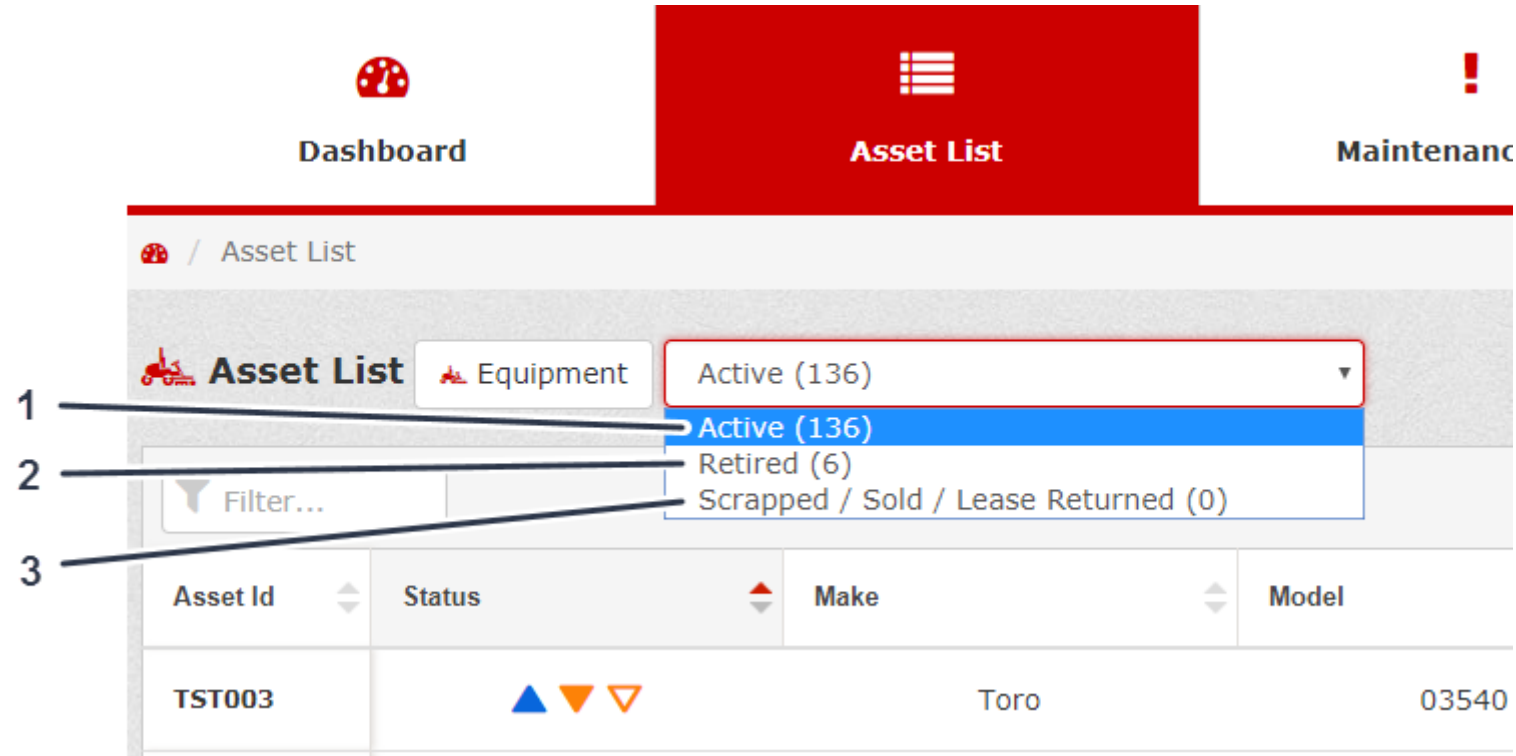 Dashboard
Asset List
Maintenanc
/ Asset List
Asset List
Equipment
Active (136)
1
Active (136)
2
Retired (6)
Filter...
Scrapped / Sold / Lease Returned (0)
3
Asset Id
Status
Make
Model
TST003
Toro
03540